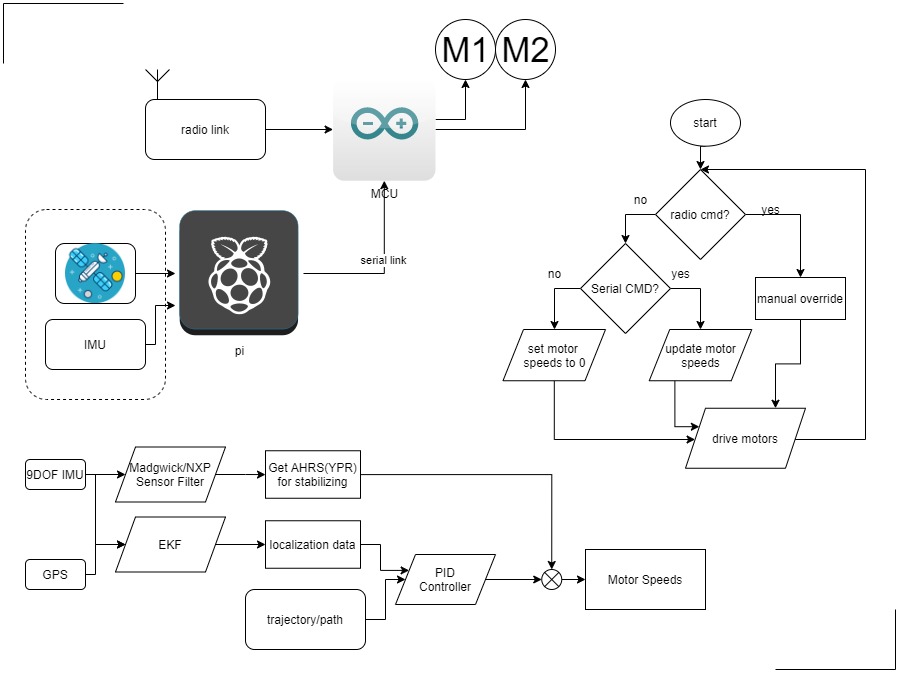 M1
M2
radio link
MCU
serial link
IMU
pi
start
radio cmd?
no
yes
Serial CMD?
no
yes
manual override
set motor
speeds to 0
update motor
speeds
drive motors
9DOF IMU
Madgwick/NXP
Sensor Filter
Get AHRS(YPR)
for stabilizing
EKF
localization data
GPS
PID
Controller
trajectory/path
Motor Speeds